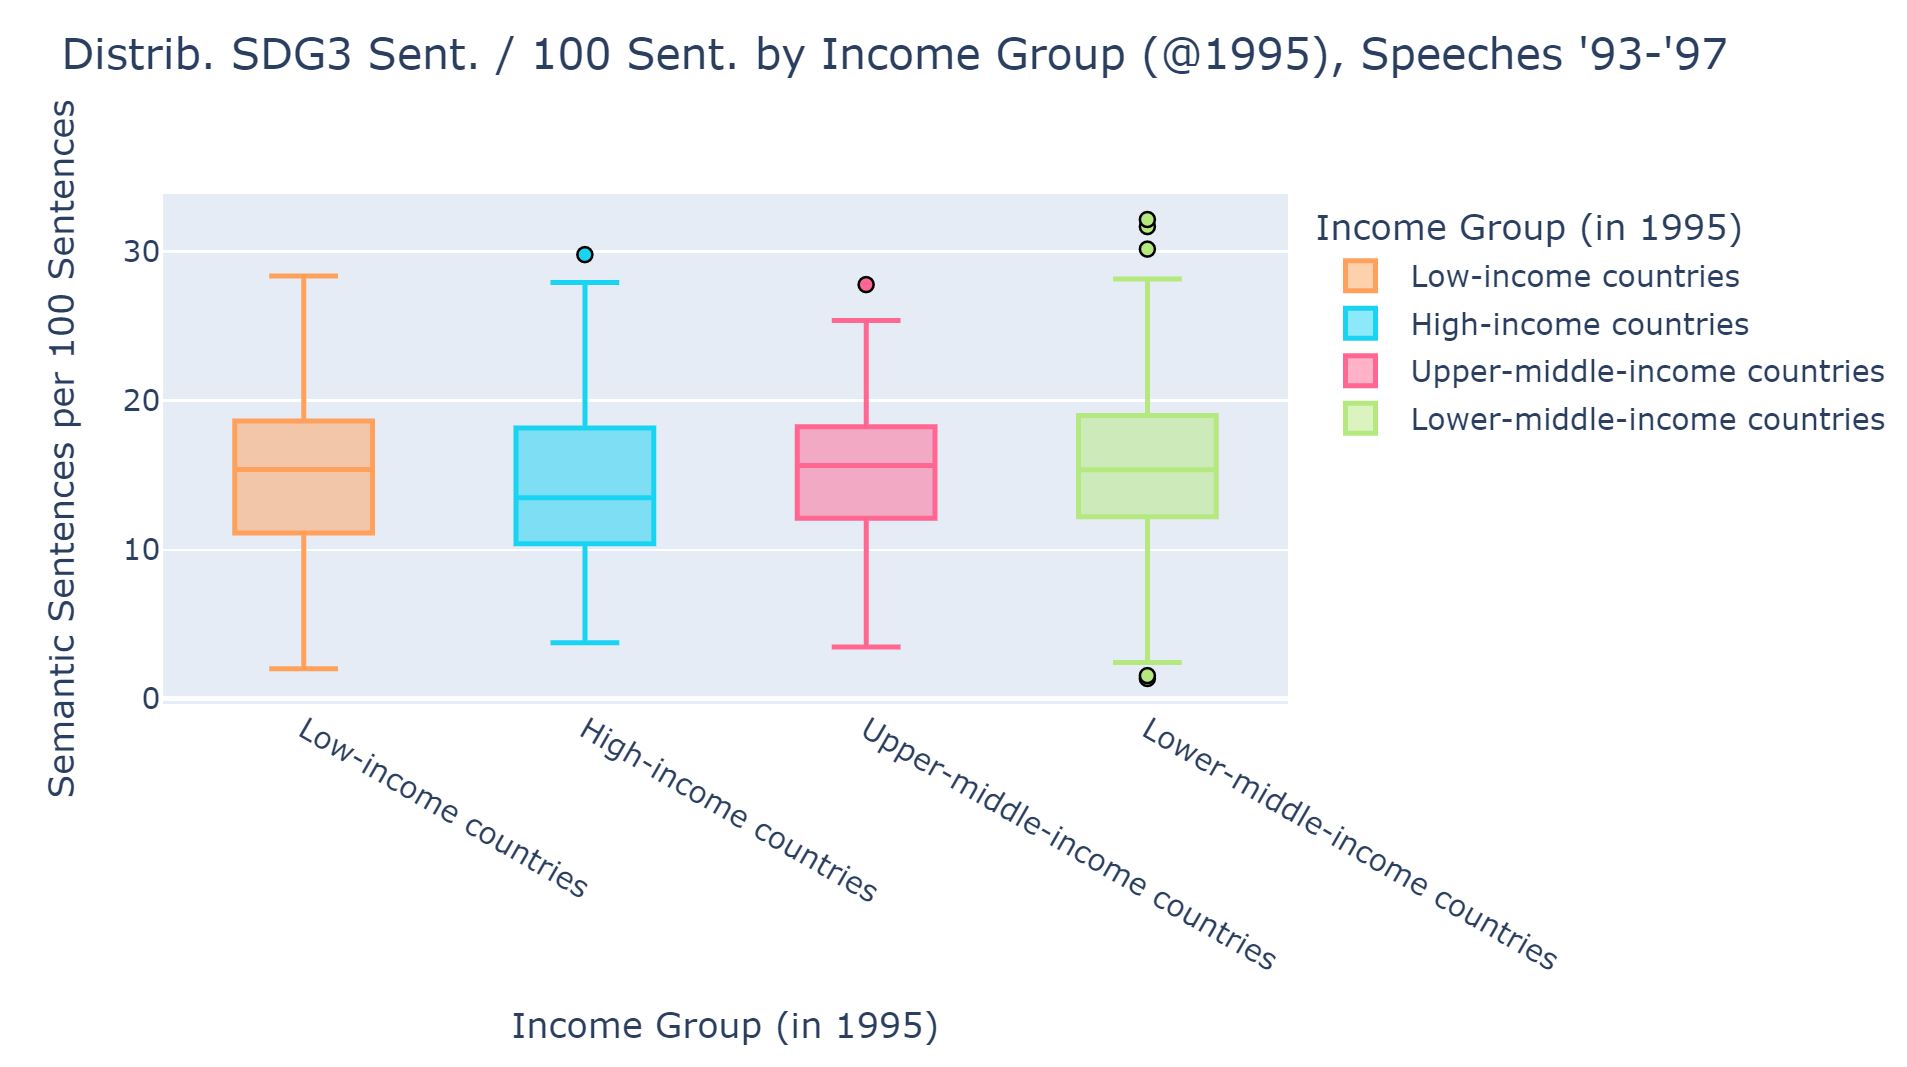 Distrib. SDG3 Sent. / 100 Sent. by Income Group (@1995), Speeches '93-'97
Semantic Sentences per 100 Sentences
30
20
10
0
Low-income countries
High-income countries
Upper-middle-income countries
Lower-middle-income countries
Income Group (in 1995)
Income Group (in 1995)
Low-income countries
High-income countries
Upper-middle-income countries
Lower-middle-income countries